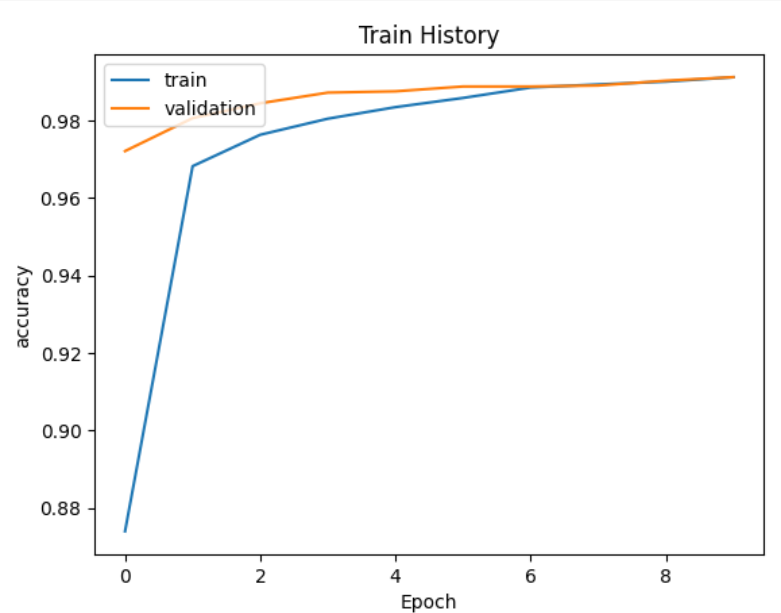 Train History
train
validation
accuracy
0.98
0.96
0.94
0.92
0.90
0.88
0 2 4 6 8
Epoch